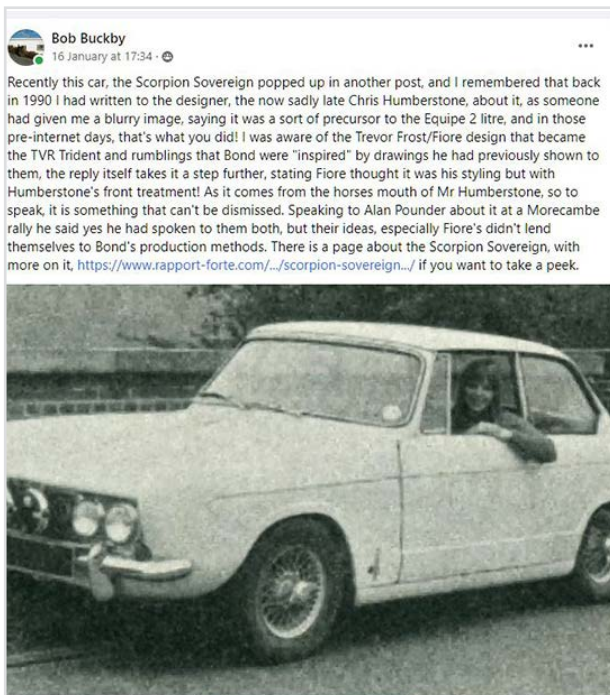 Bob Buckby
16 January at 17:34 ·
Recently this car, the Scorpion Sovereign popped up in another post, and I remembered that back
in 1990 I had written to the designer, the now sadly late Chris Humberstone, about it, as someone
had given me a blurry image, saying it was a sort of precursor to the Equipe 2 litre, and in those
pre-internet days, that's what you did! I was aware of the Trevor Frost/Fiore design that became
the TVR Trident and rumblings that Bond were "inspired" by drawings he had previously shown to
them, the reply itself takes it a step further, stating Fiore thought it was his styling but with
Humberstone's front treatment! As it comes from the horses mouth of Mr Humberstone, so to
speak, it is something that can't be dismissed. Speaking to Alan Pounder about it at a Morecambe
rally he said yes he had spoken to them both, but their ideas, especially Fiore's didn't lend
themselves to Bond's production methods. There is a page about the Scorpion Sovereign, with
more on it, https://www.rapport-forte.com/.../scorpion-sovereign.../ if you want to take a peek.